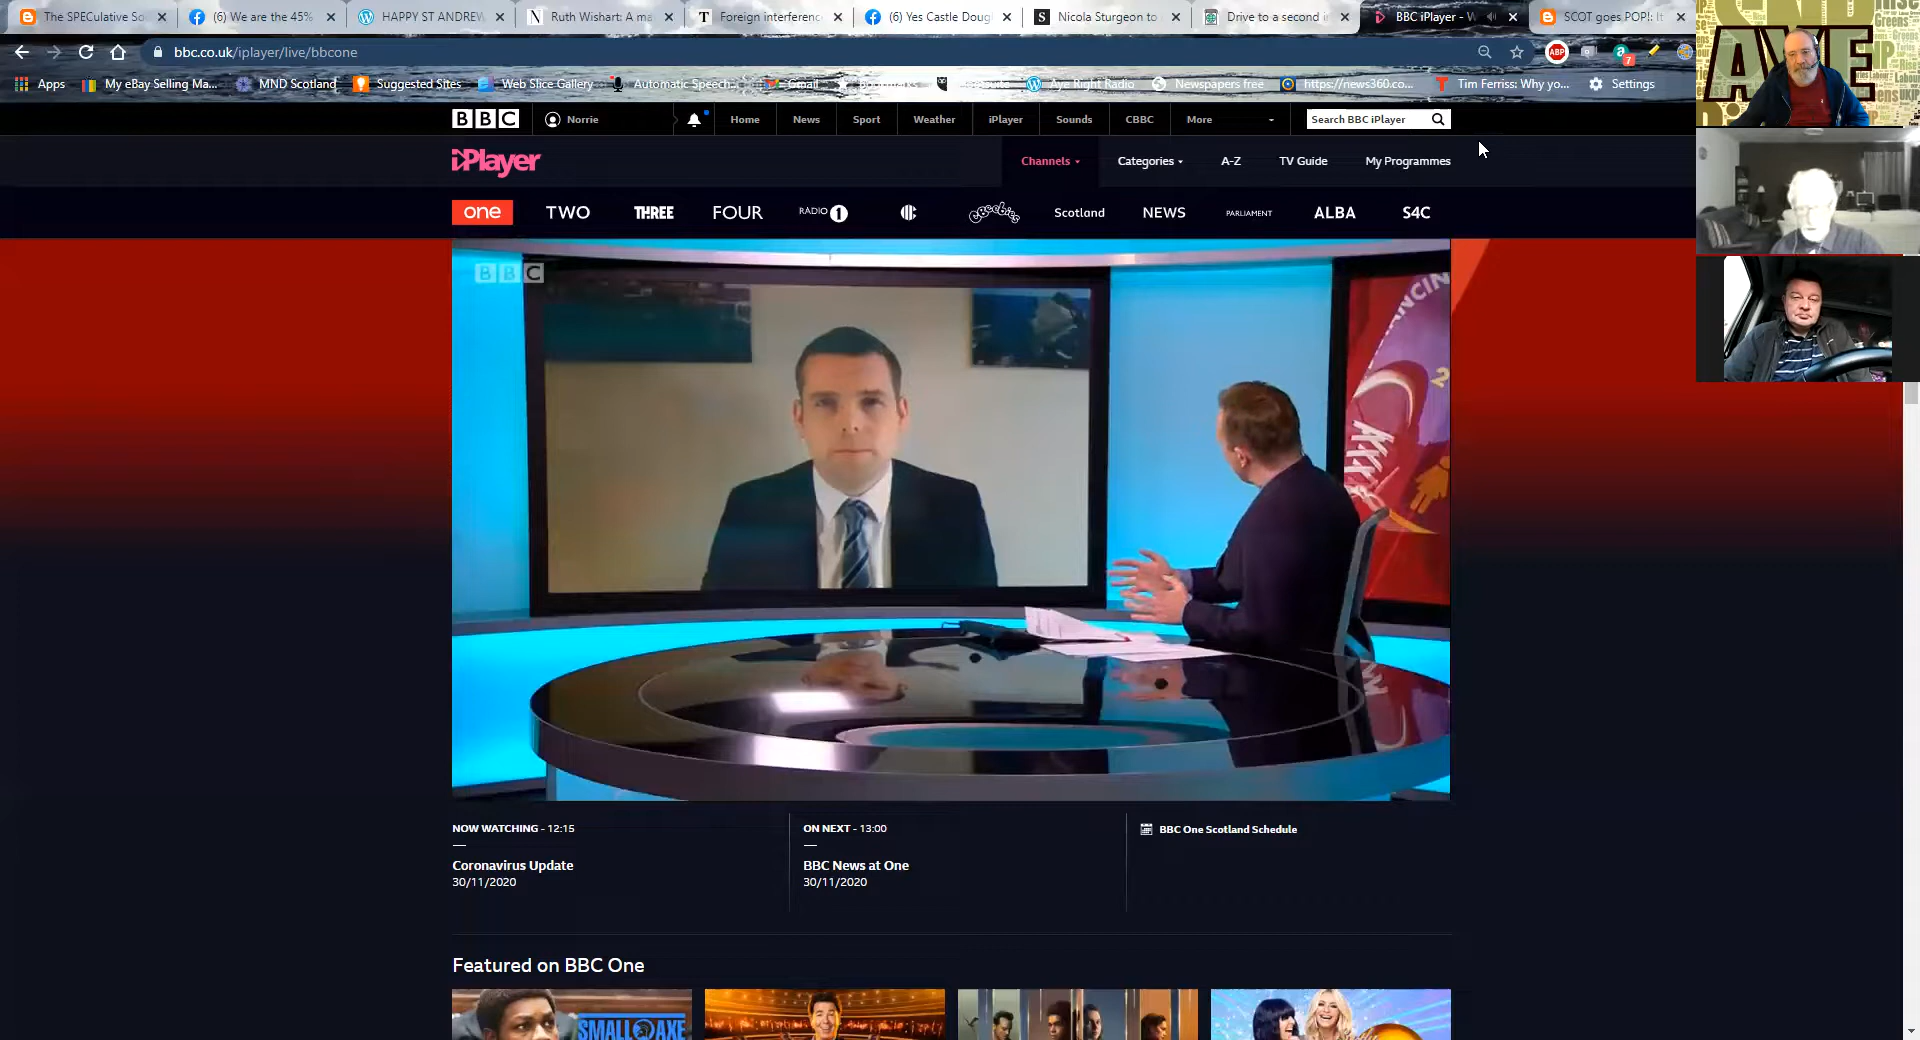 The SPECulative So
(6) We are the 45%
HAPPY ST ANDREW
Ruth Wishart: A ma
Foreign interference
(6) Yes Castle Doug
Nicola Sturgeon to
Drive to a second i
BBC iPlayer - W
SCOT goes POP!: It
bbc.co.uk/iplayer/live/bbcone
ABP
7
Apps
My eBay Selling Ma...
MND Scotland
Suggested Sites
Web Slice Gallery
Automatic Speech...
Gmail
Aye Right Radio
Newspapers free
https://news360.co...
Tim Ferriss: Why yo...
Settings
BBC
Norrie
Home
News
Sport
Weather
iPlayer
Sounds
CBBC
More
Search BBC iPlayer
iPlayer
Channels
Categories
A-Z
TV Guide
My Programmes
one
TWO
THREE
FOUR
RADIO 1
CBeebies
Scotland
NEWS
PARLIAMENT
ALBA
S4C
BBC
NOW WATCHING - 12:15
Coronavirus Update
30/11/2020
ON NEXT - 13:00
BBC News at One
30/11/2020
BBC One Scotland Schedule
Featured on BBC One
SMALL AXE